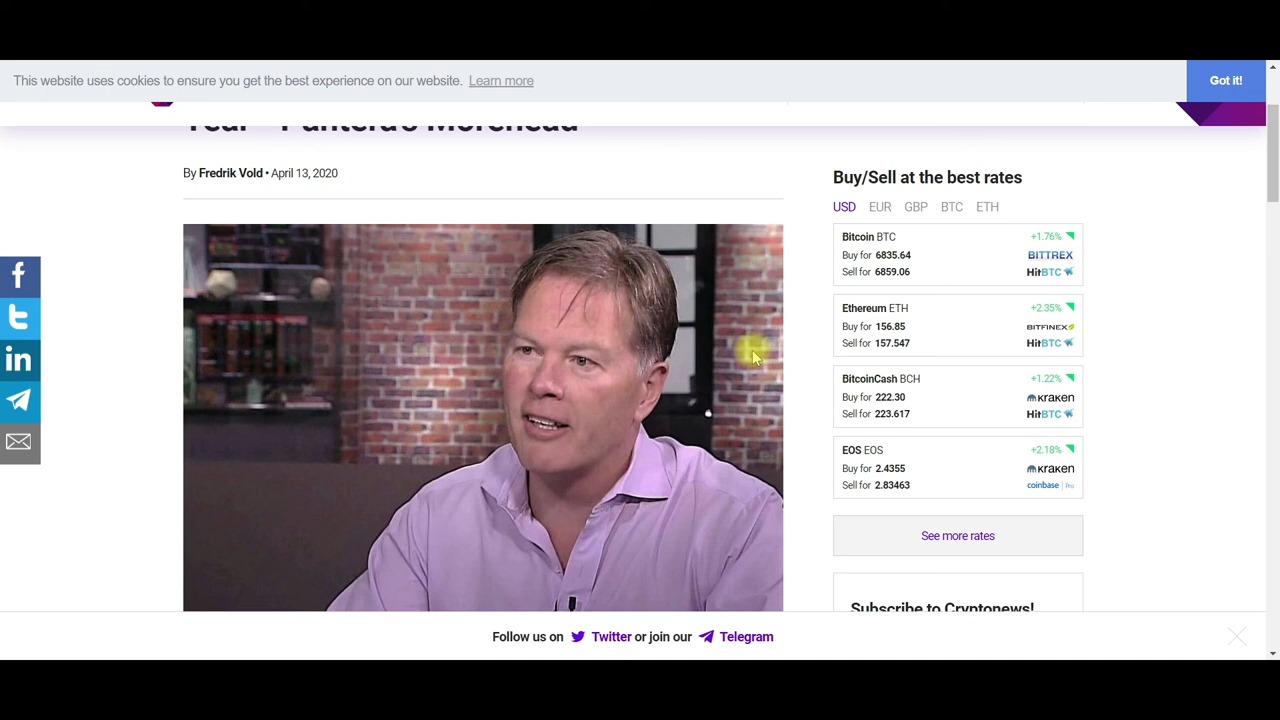 This website uses cookies to ensure you get the best experience on our website. Learn more
Got it!
Year" Pantera's Morehead
By Fredrik Vold • April 13, 2020
Buy/Sell at the best rates
USD EUR GBP BTC ETH
Bitcoin BTC +1.76%
Buy for 6835.64 BITTREX
Sell for 6859.06 HitBTC
Ethereum ETH +2.35%
Buy for 156.85 BITFINEX
Sell for 157.547 HitBTC
BitcoinCash BCH +1.22%
Buy for 222.30 kraken
Sell for 223.617 HitBTC
EOS EOS +2.18%
Buy for 2.4355 kraken
Sell for 2.83463 coinbase | Pro
See more rates
Subscribe to Cryptonews!
Follow us on Twitter or join our Telegram